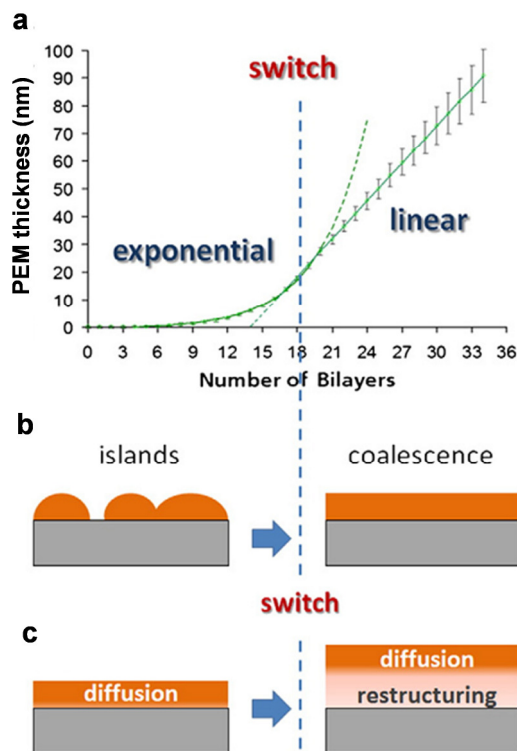 a
switch
100
90
80
70
60
50
40
30
20
10
0
PEM thickness (nm)
exponential
linear
0 3 6 9 12 15 18 21 24 27 30 33 36
Number of Bilayers
b
islands
coalescence
switch
c
diffusion
diffusion
restructuring